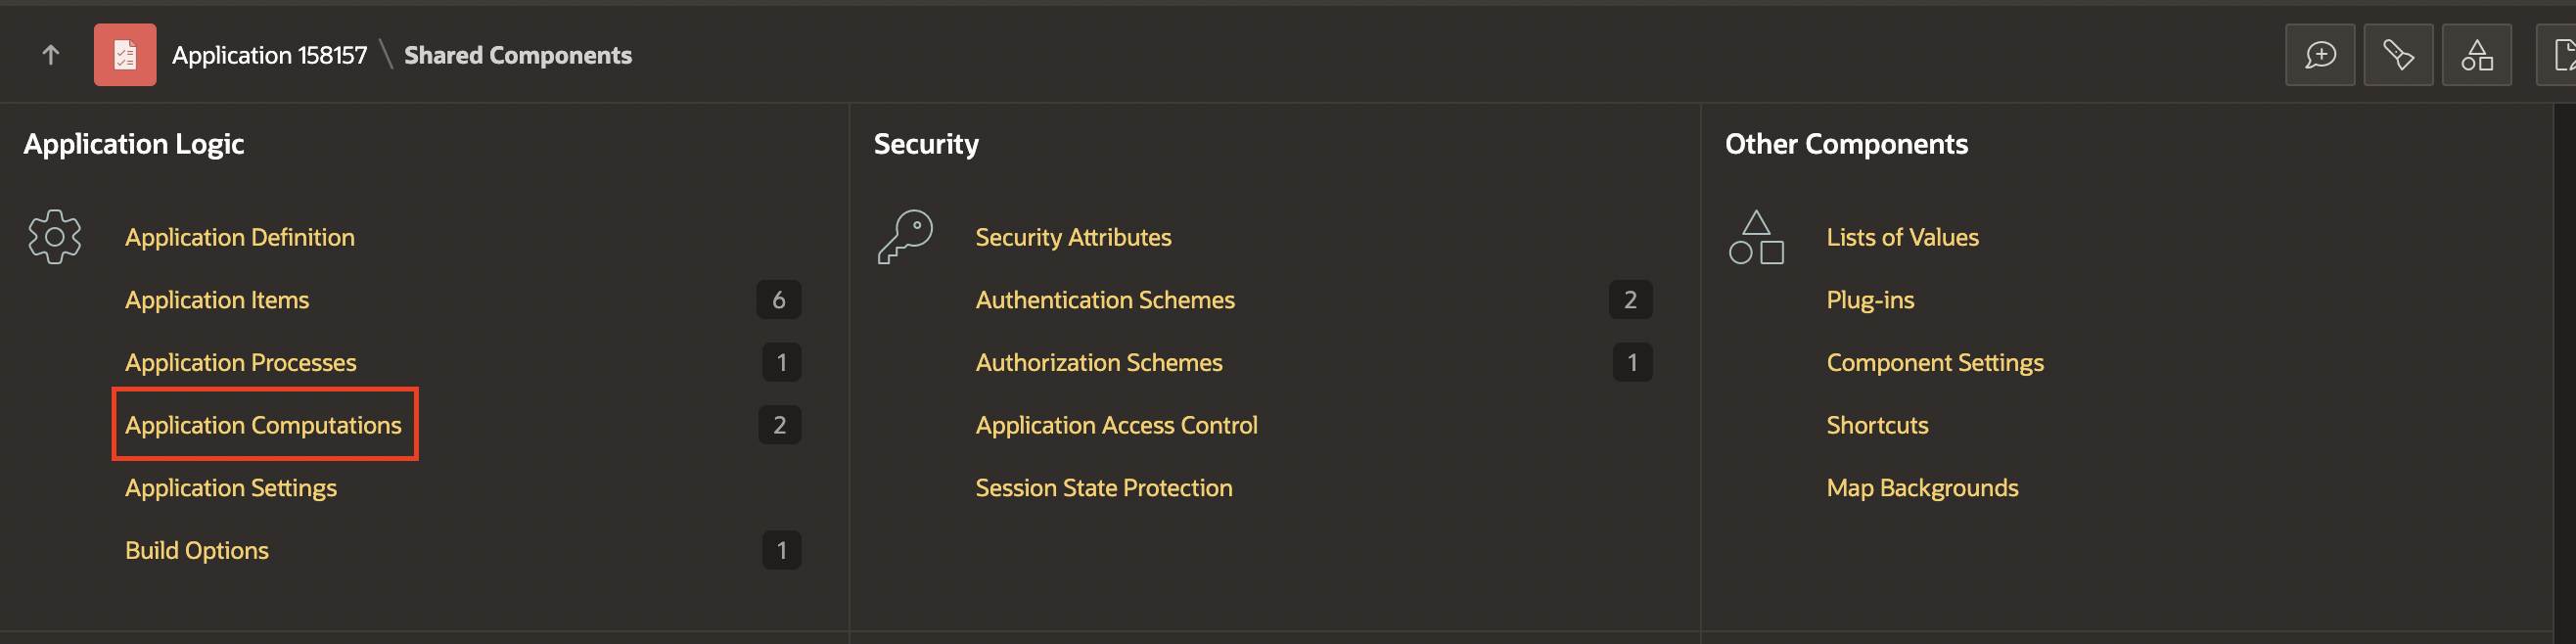 Application 158157 \ Shared Components
Application Logic
Application Definition
Application Items 6
Application Processes 1
Application Computations 2
Application Settings
Build Options 1
Security
Security Attributes
Authentication Schemes 2
Authorization Schemes 1
Application Access Control
Session State Protection
Other Components
Lists of Values
Plug-ins
Component Settings
Shortcuts
Map Backgrounds